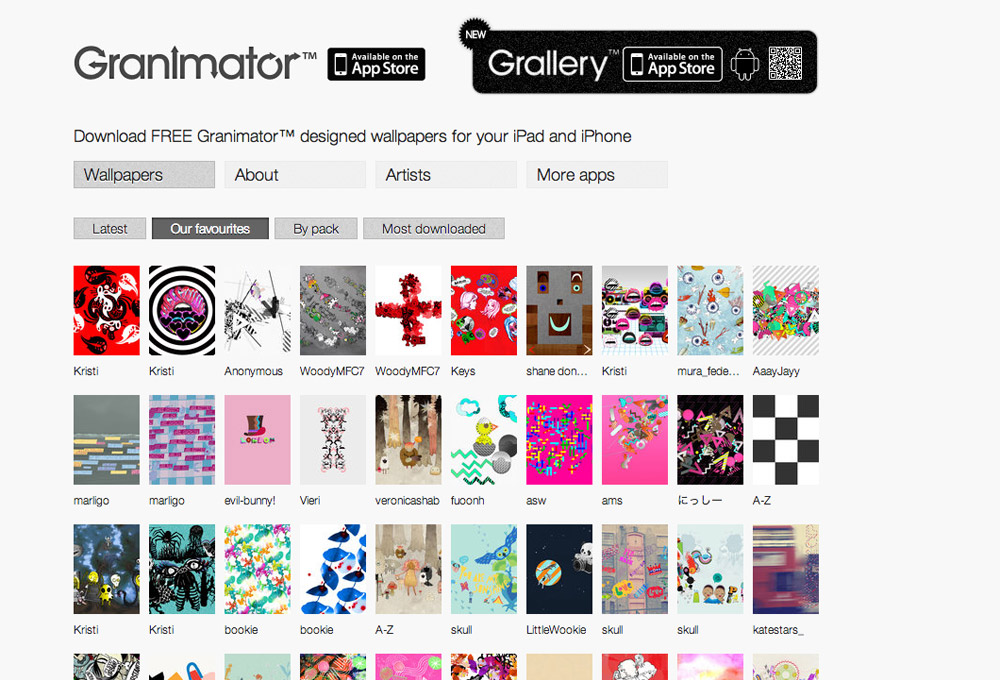 Granimator™
Available on the
App Store
NEW
Grallery™
Available on the
App Store
Download FREE Granimator™ designed wallpapers for your iPad and iPhone
Wallpapers About Artists More apps
Latest Our favourites By pack Most downloaded
Kristi Kristi Anonymous WoodyMFC7 WoodyMFC7 Keys shane don... Kristi mura_fede... AaayJayy
marligo marligo evil-bunny! Vieri veronicashab fuoonh asw ams にっしー A-Z
Kristi Kristi bookie bookie A-Z skull LittleWookie skull skull katestars_